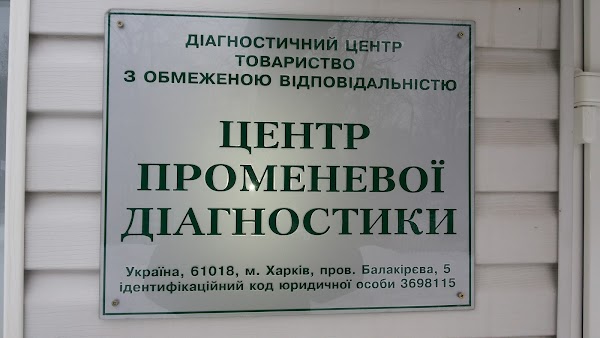 ДІАГНОСТИЧНИЙ ЦЕНТР
ТОВАРИСТВО
З ОБМЕЖЕНОЮ ВІДПОВІДАЛЬНІСТЮ
ЦЕНТР
ПРОМЕНЕВОЇ
ДІАГНОСТИКИ
Україна, 61018, м. Харків, пров. Балакірєва, 5
ідентифікаційний код юридичної особи 3698115